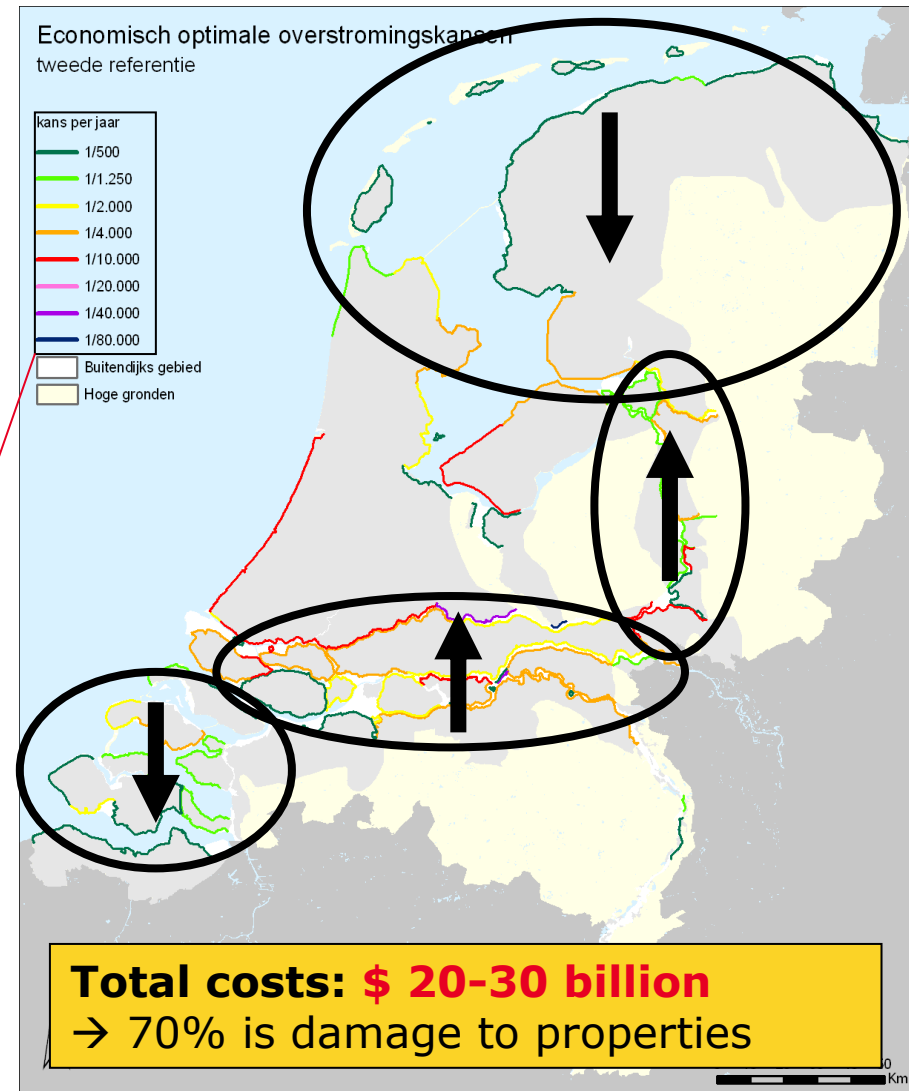 Economisch optimale overstromingskansen
tweede referentie
kans per jaar
1/500
1/1.250
1/2.000
1/4.000
1/10.000
1/20.000
1/40.000
1/80.000
Buitendijks gebied
Hoge gronden
Total costs: $ 20-30 billion
→ 70% is damage to properties
Km